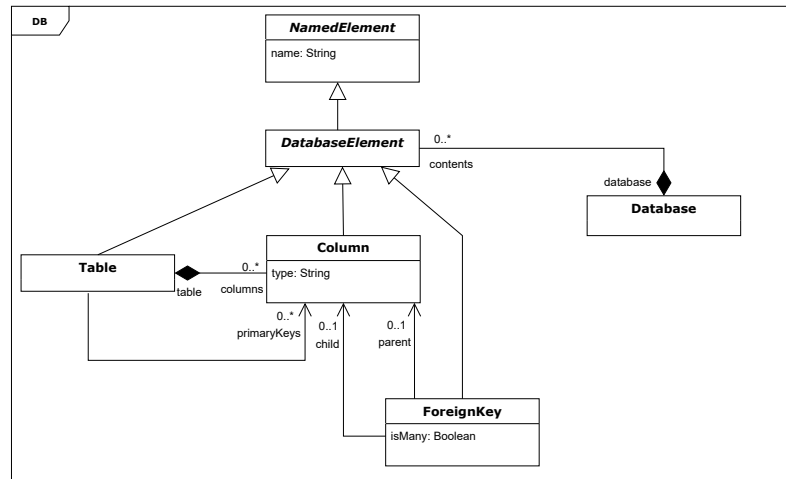 DB
NamedElement
name: String
DatabaseElement
0..*
contents
database
Database
Table
table
0..*
columns
Column
type: String
0..*
primaryKeys
0..1
child
0..1
parent
ForeignKey
isMany: Boolean